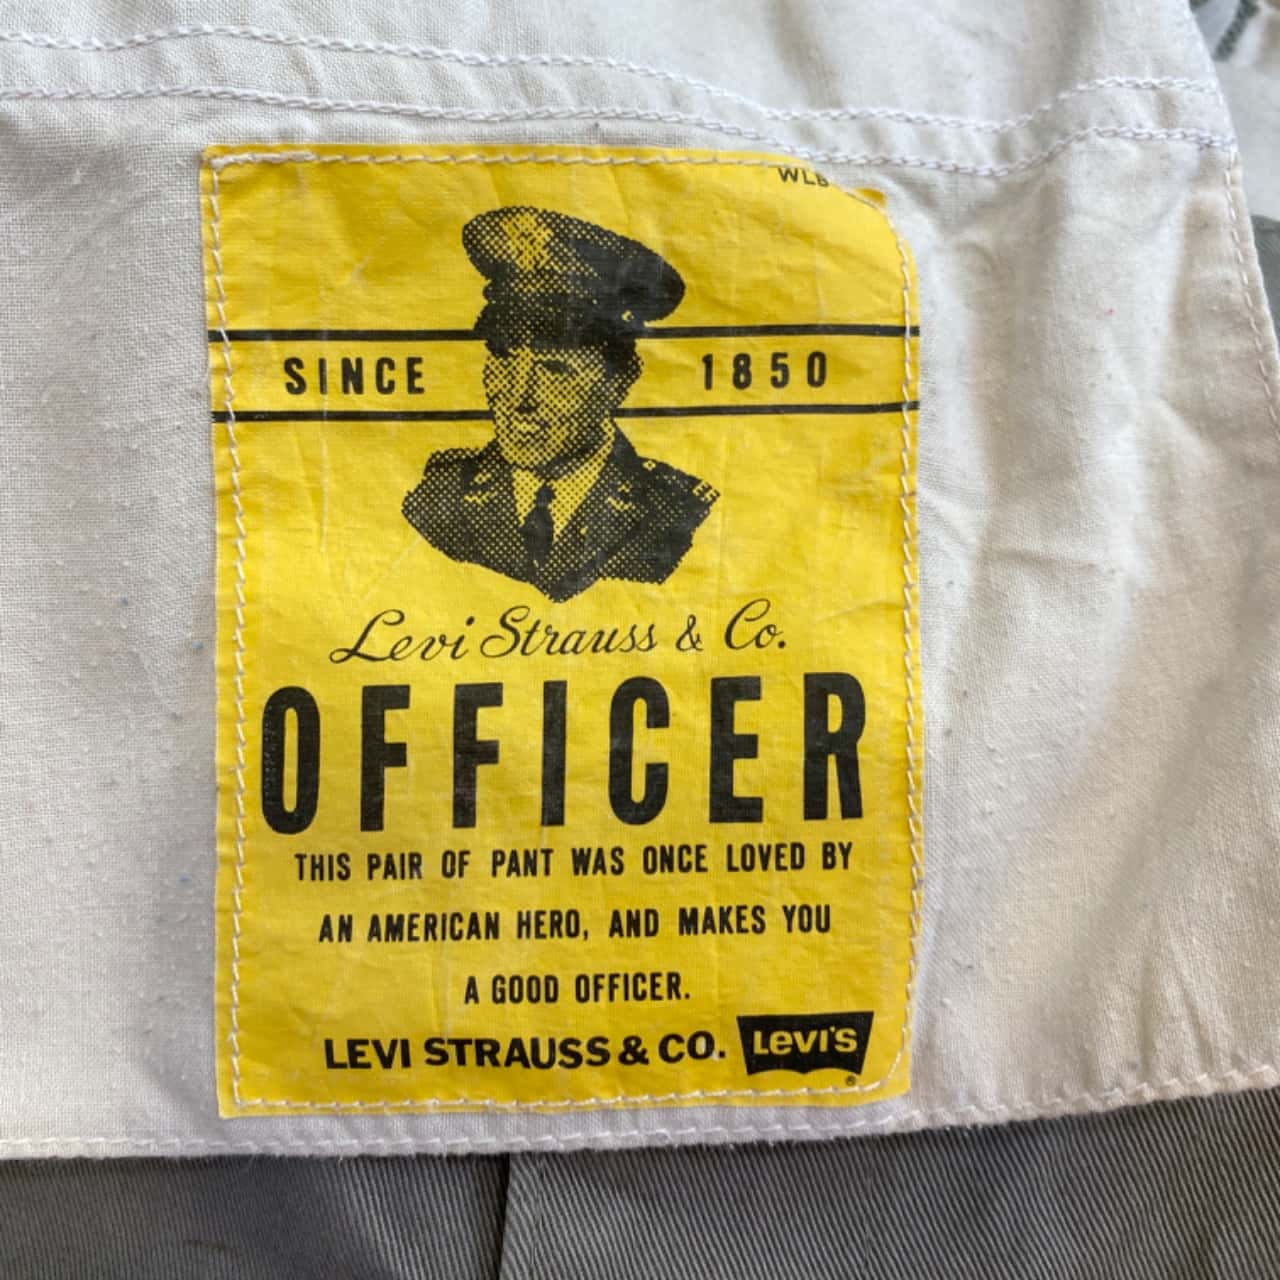 WLB
SINCE 1850
Levi Strauss & Co.
OFFICER
THIS PAIR OF PANT WAS ONCE LOVED BY
AN AMERICAN HERO, AND MAKES YOU
A GOOD OFFICER.
LEVI STRAUSS & CO. LEVI'S
®